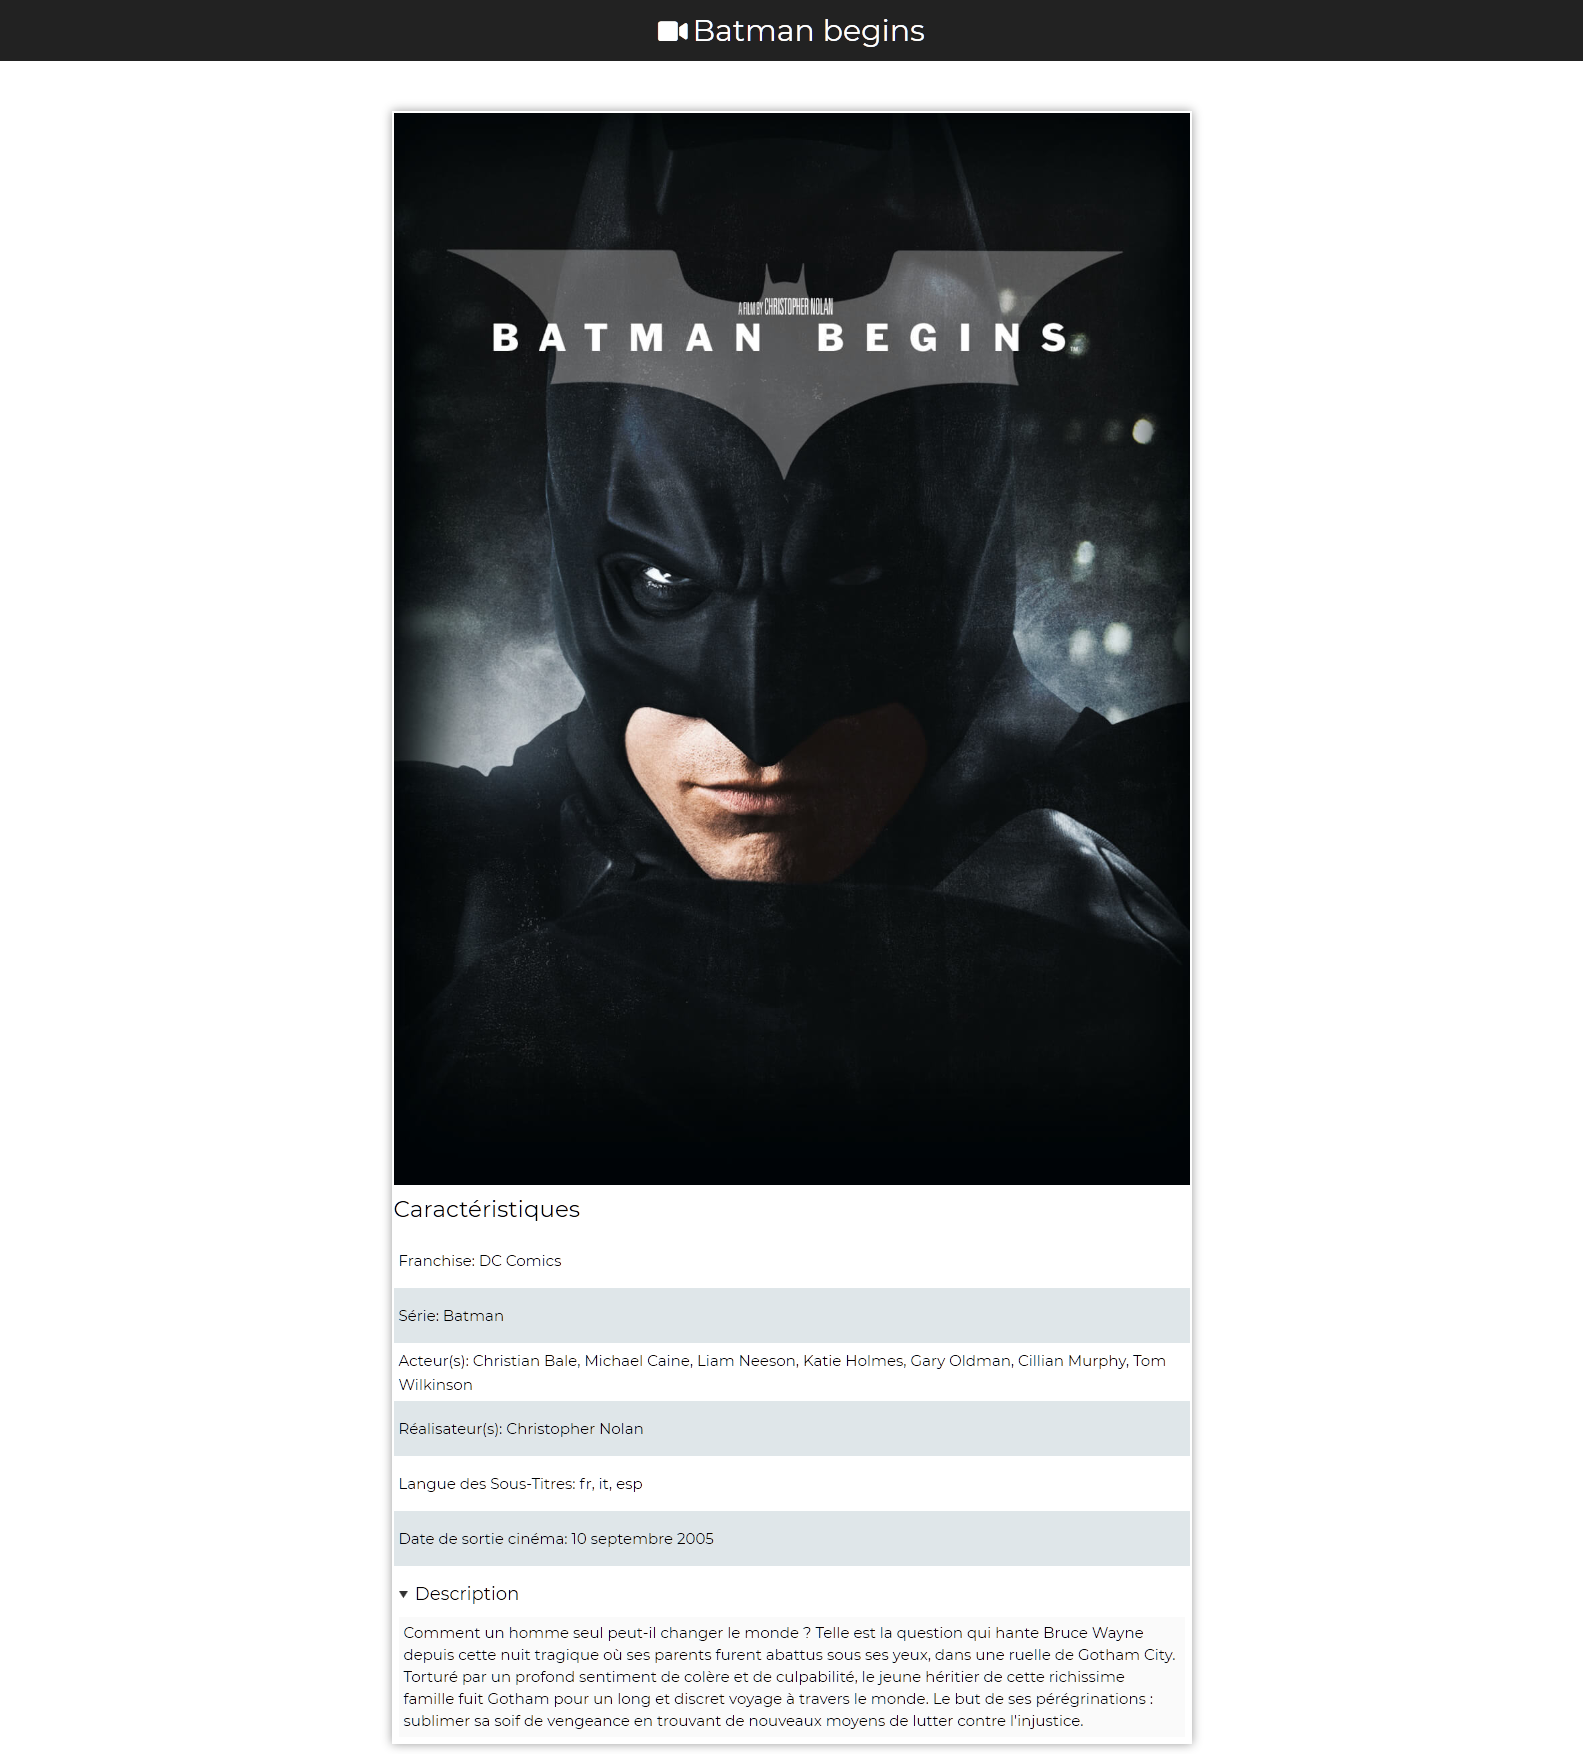 Batman begins
A FILM BY CHRISTOPHER NOLAN
BATMAN BEGINS™
Caractéristiques
Franchise: DC Comics
Série: Batman
Acteur(s): Christian Bale, Michael Caine, Liam Neeson, Katie Holmes, Gary Oldman, Cillian Murphy, Tom
Wilkinson
Réalisateur(s): Christopher Nolan
Langue des Sous-Titres: fr, it, esp
Date de sortie cinéma: 10 septembre 2005
Description
Comment un homme seul peut-il changer le monde ? Telle est la question qui hante Bruce Wayne
depuis cette nuit tragique où ses parents furent abattus sous ses yeux, dans une ruelle de Gotham City.
Torturé par un profond sentiment de colère et de culpabilité, le jeune héritier de cette richissime
famille fuit Gotham pour un long et discret voyage à travers le monde. Le but de ses pérégrinations :
sublimer sa soif de vengeance en trouvant de nouveaux moyens de lutter contre l'injustice.